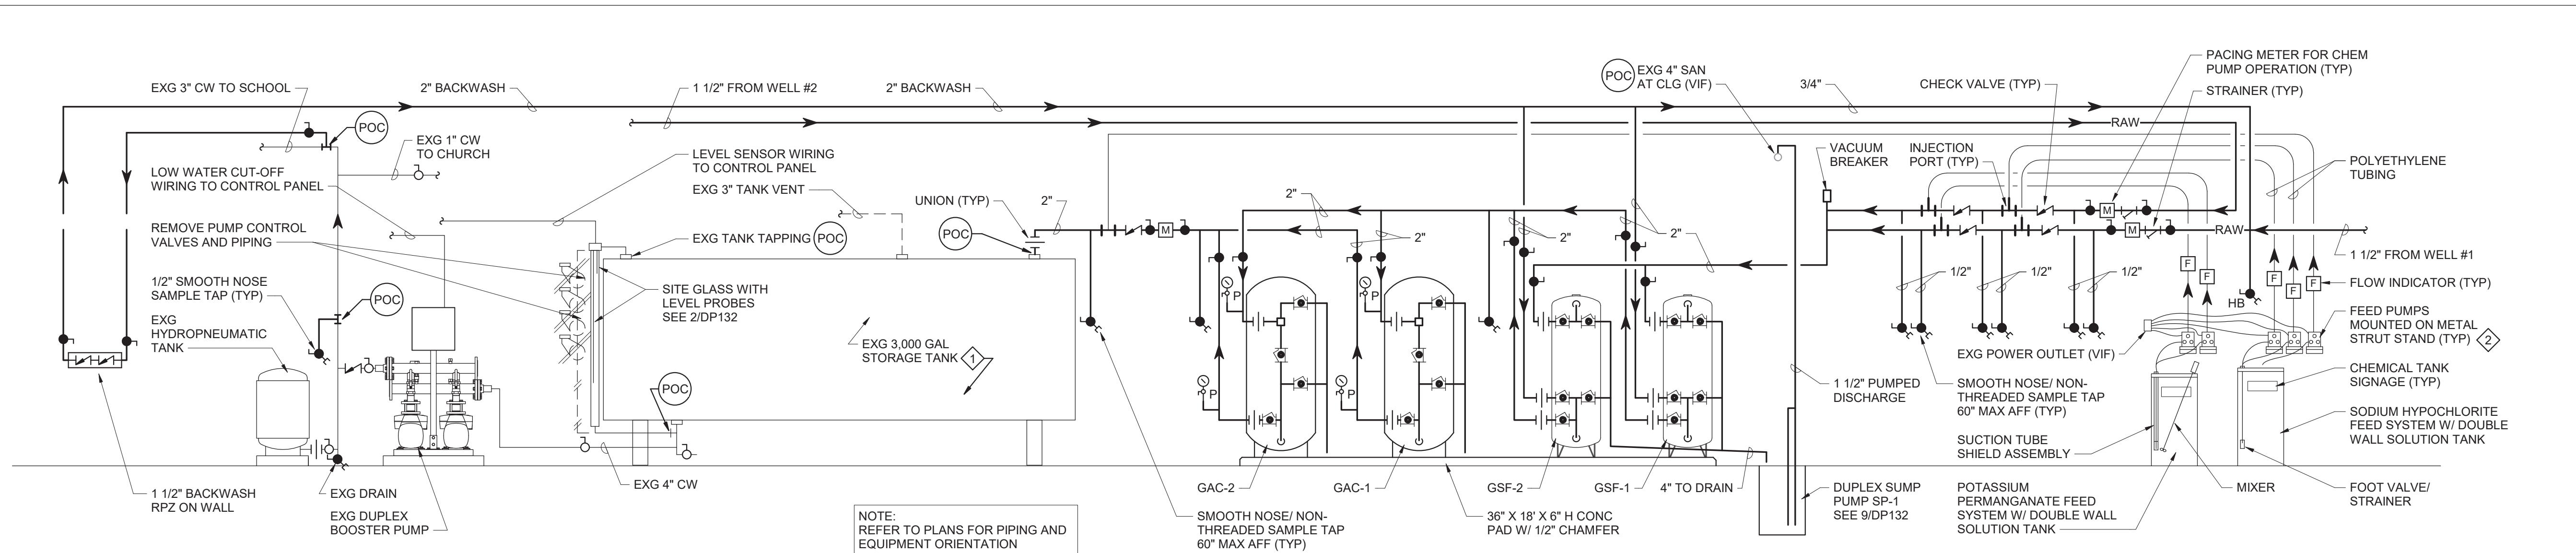 EXG 3" CW TO SCHOOL
2" BACKWASH
1 1/2" FROM WELL #2
2" BACKWASH
POC
EXG 4" SAN
AT CLG (VIF)
3/4"
CHECK VALVE (TYP)
PACING METER FOR CHEM
PUMP OPERATION (TYP)
STRAINER (TYP)
POC
EXG 1" CW
TO CHURCH
LOW WATER CUT-OFF
WIRING TO CONTROL PANEL
LEVEL SENSOR WIRING
TO CONTROL PANEL
EXG 3" TANK VENT
UNION (TYP)
2"
2"
VACUUM
BREAKER
INJECTION
PORT (TYP)
RAW
POLYETHYLENE
TUBING
REMOVE PUMP CONTROL
VALVES AND PIPING
EXG TANK TAPPING
POC
POC
M
2"
2"
2"
M
M
RAW
1 1/2" FROM WELL #1
1/2" SMOOTH NOSE
SAMPLE TAP (TYP)
POC
SITE GLASS WITH
LEVEL PROBES
SEE 2/DP132
P
P
1/2"
1/2"
1/2"
F
F
F
F
F
HB
FLOW INDICATOR (TYP)
EXG
HYDROPNEUMATIC
TANK
EXG 3,000 GAL
STORAGE TANK
1
FEED PUMPS
MOUNTED ON METAL
STRUT STAND (TYP)
2
EXG POWER OUTLET (VIF)
POC
P
P
1 1/2" PUMPED
DISCHARGE
SMOOTH NOSE/ NON-
THREADED SAMPLE TAP
60" MAX AFF (TYP)
CHEMICAL TANK
SIGNAGE (TYP)
SODIUM HYPOCHLORITE
FEED SYSTEM W/ DOUBLE
WALL SOLUTION TANK
SUCTION TUBE
SHIELD ASSEMBLY
1 1/2" BACKWASH
RPZ ON WALL
EXG DRAIN
EXG DUPLEX
BOOSTER PUMP
EXG 4" CW
GAC-2
GAC-1
GSF-2
GSF-1
4" TO DRAIN
DUPLEX SUMP
PUMP SP-1
SEE 9/DP132
POTASSIUM
PERMANGANATE FEED
SYSTEM W/ DOUBLE WALL
SOLUTION TANK
MIXER
FOOT VALVE/
STRAINER
NOTE:
REFER TO PLANS FOR PIPING AND
EQUIPMENT ORIENTATION
SMOOTH NOSE/ NON-
THREADED SAMPLE TAP
60" MAX AFF (TYP)
36" X 18' X 6" H CONC
PAD W/ 1/2" CHAMFER